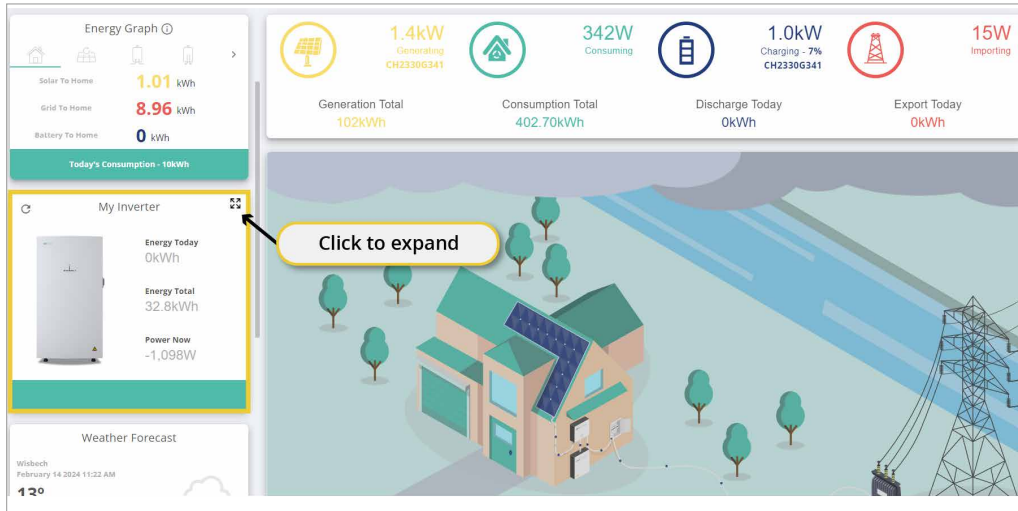 Energy Graph
Solar To Home 1.01 kWh
Grid To Home 8.96 kWh
Battery To Home 0 kWh
Today's Consumption - 10kWh
My Inverter
Energy Today
0kWh
Energy Total
32.8kWh
Power Now
-1,098W
Weather Forecast
Wisbech
February 14 2024 11:22 AM
13º
1.4kW
Generating
CH2330G341
Generation Total
102kWh
342W
Consuming
Consumption Total
402.70kWh
1.0kW
Charging - 7%
CH2330G341
Discharge Today
0kWh
15W
Importing
Export Today
0kWh
Click to expand